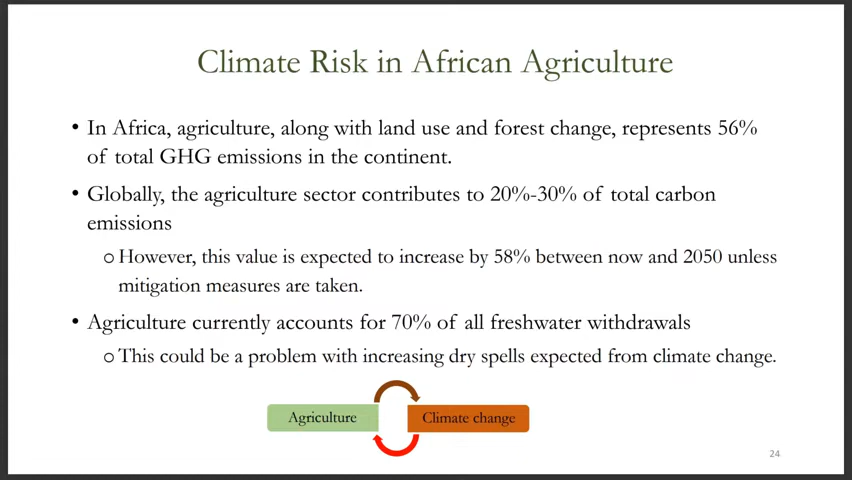 Climate Risk in African Agriculture
• In Africa, agriculture, along with land use and forest change, represents 56%
of total GHG emissions in the continent.
• Globally, the agriculture sector contributes to 20%-30% of total carbon
emissions
o However, this value is expected to increase by 58% between now and 2050 unless
mitigation measures are taken.
• Agriculture currently accounts for 70% of all freshwater withdrawals
o This could be a problem with increasing dry spells expected from climate change.
Agriculture
Climate change
24